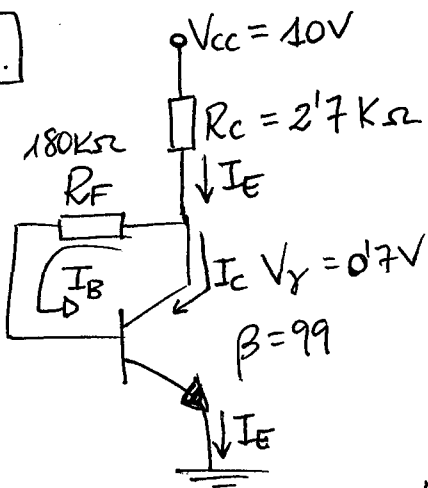 .
Vcc = 10V
Rc = 2'7 KΩ
180KΩ
RF
IE
IB
Ic
Vγ = 0'7V
β = 99
IE